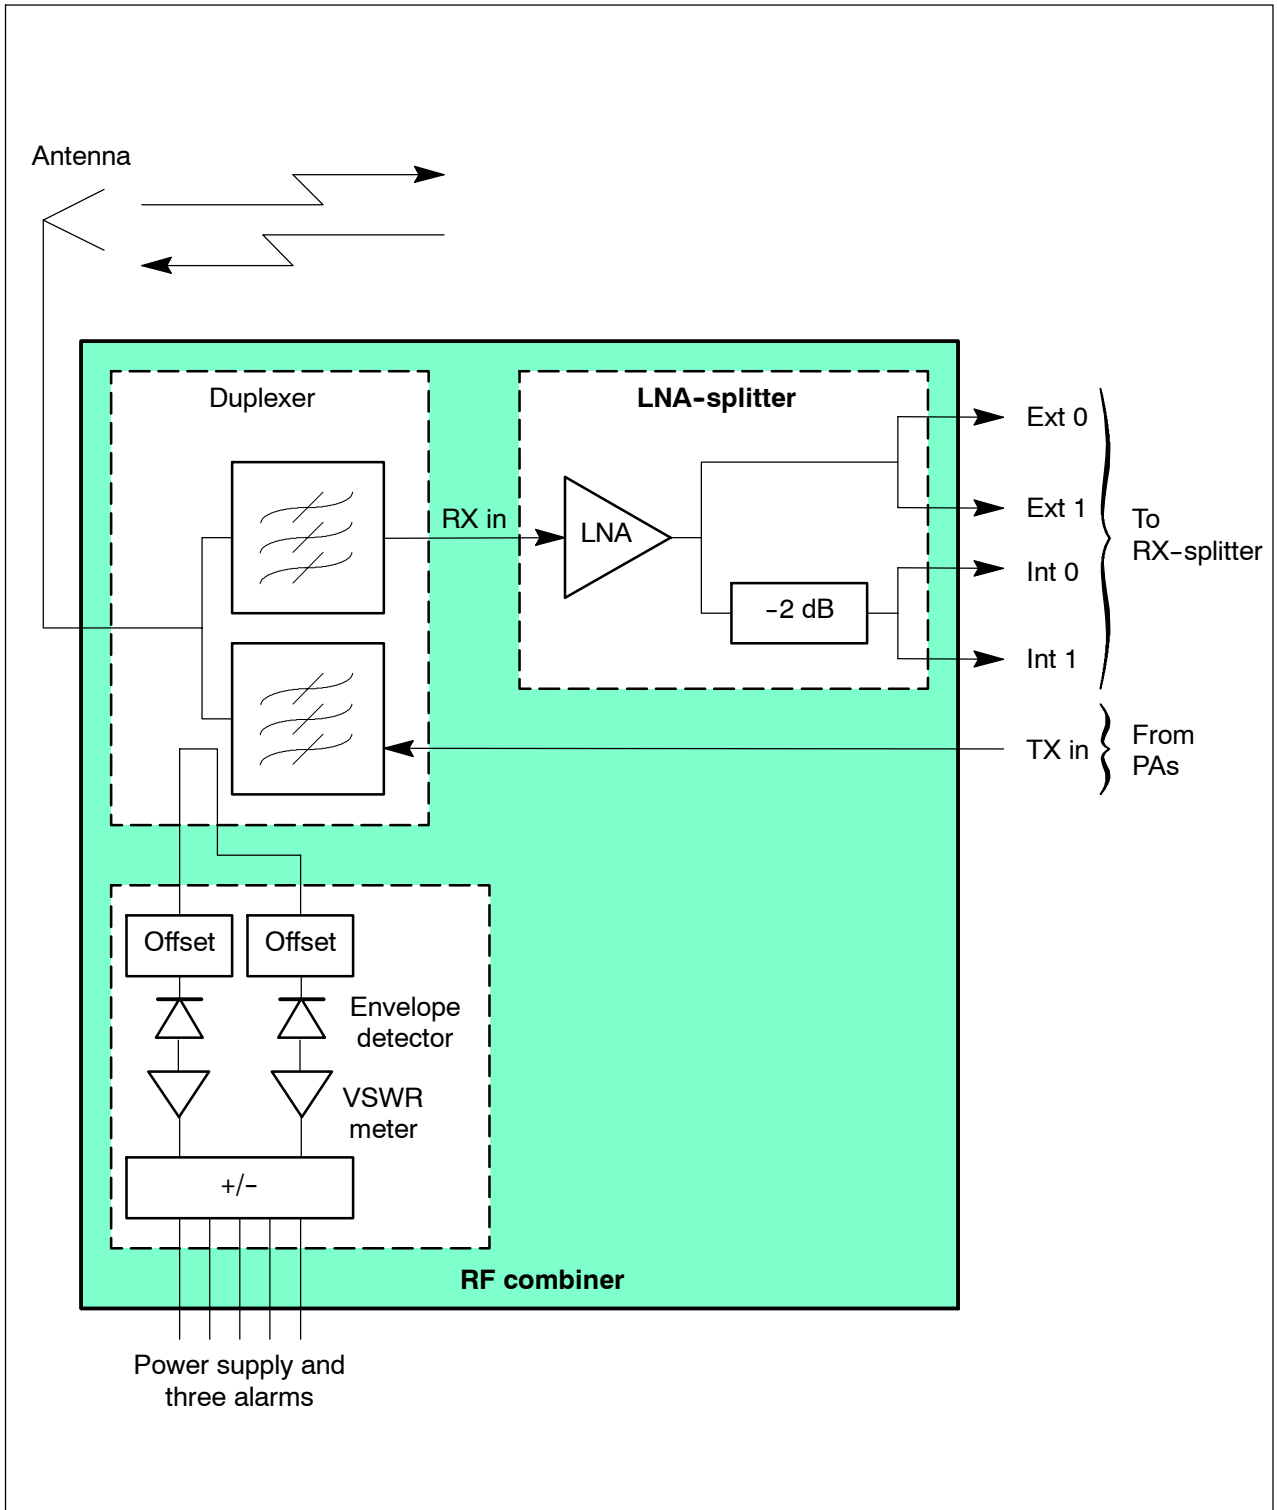 Antenna
Duplexer
LNA-splitter
Ext 0
Ext 1
Int 0
Int 1
To
RX-splitter
RX in
LNA
-2 dB
TX in
From
PAs
Offset
Offset
Envelope
detector
VSWR
meter
+/-
RF combiner
Power supply and
three alarms